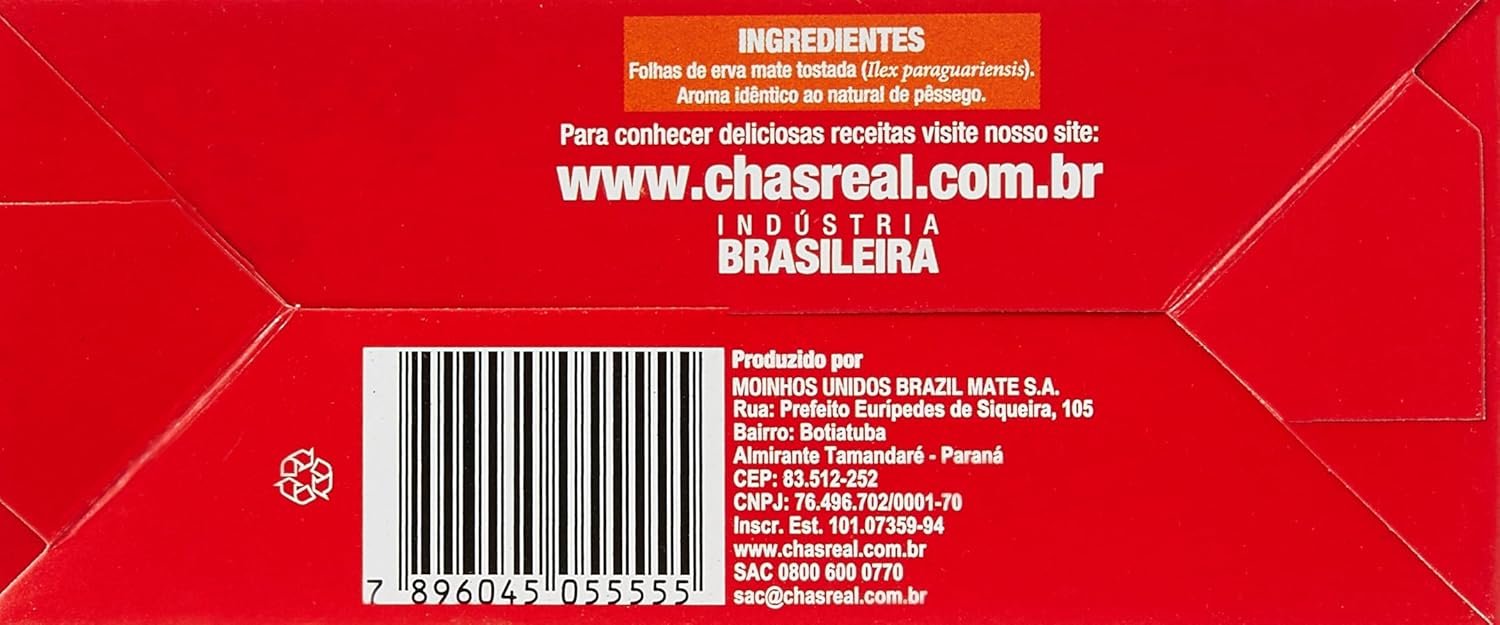 INGREDIENTES
Folhas de erva mate tostada (Ilex paraguariensis).
Aroma idêntico ao natural de pêssego.
Para conhecer deliciosas receitas visite nosso site:
www.chasreal.com.br
INDÚSTRIA
BRASILEIRA
Produzido por
MOINHOS UNIDOS BRAZIL MATE S.A.
Rua: Prefeito Eurípedes de Siqueira, 105
Bairro: Botiatuba
Almirante Tamandaré - Paraná
CEP: 83.512-252
CNPJ: 76.496.702/0001-70
Inscr. Est. 101.07359-94
www.chasreal.com.br
SAC 0800 600 0770
sac@chasreal.com.br
7 896045 055555